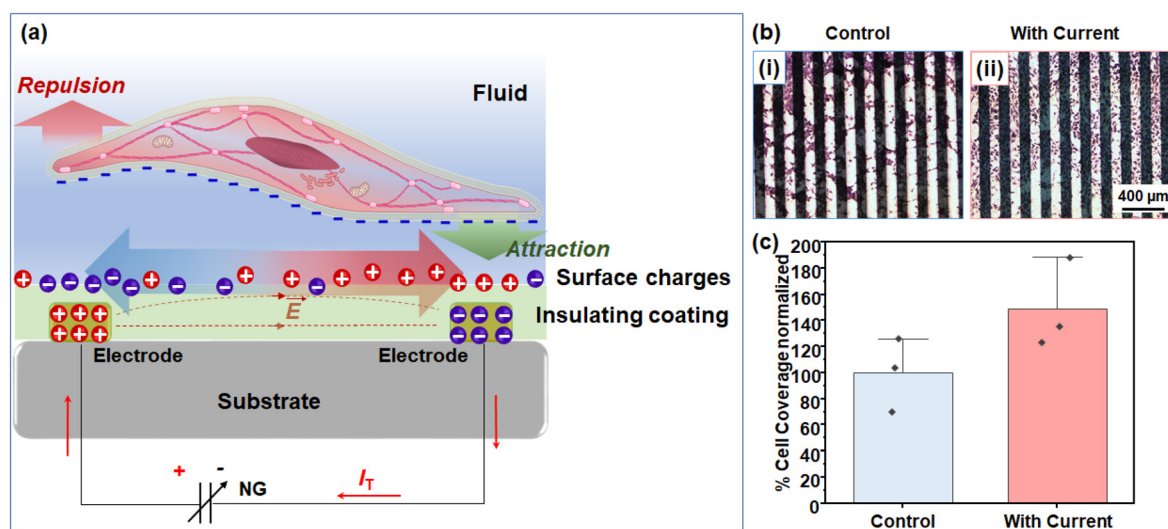 (a)
Repulsion
Fluid
Attraction
Surface charges
E
Insulating coating
Electrode
Electrode
Substrate
+
-
NG
I_T
(b)
Control
With Current
(i)
(ii)
400 µm
(c)
% Cell Coverage normalized
200
180
160
140
120
100
80
60
40
20
0
Control
With Current